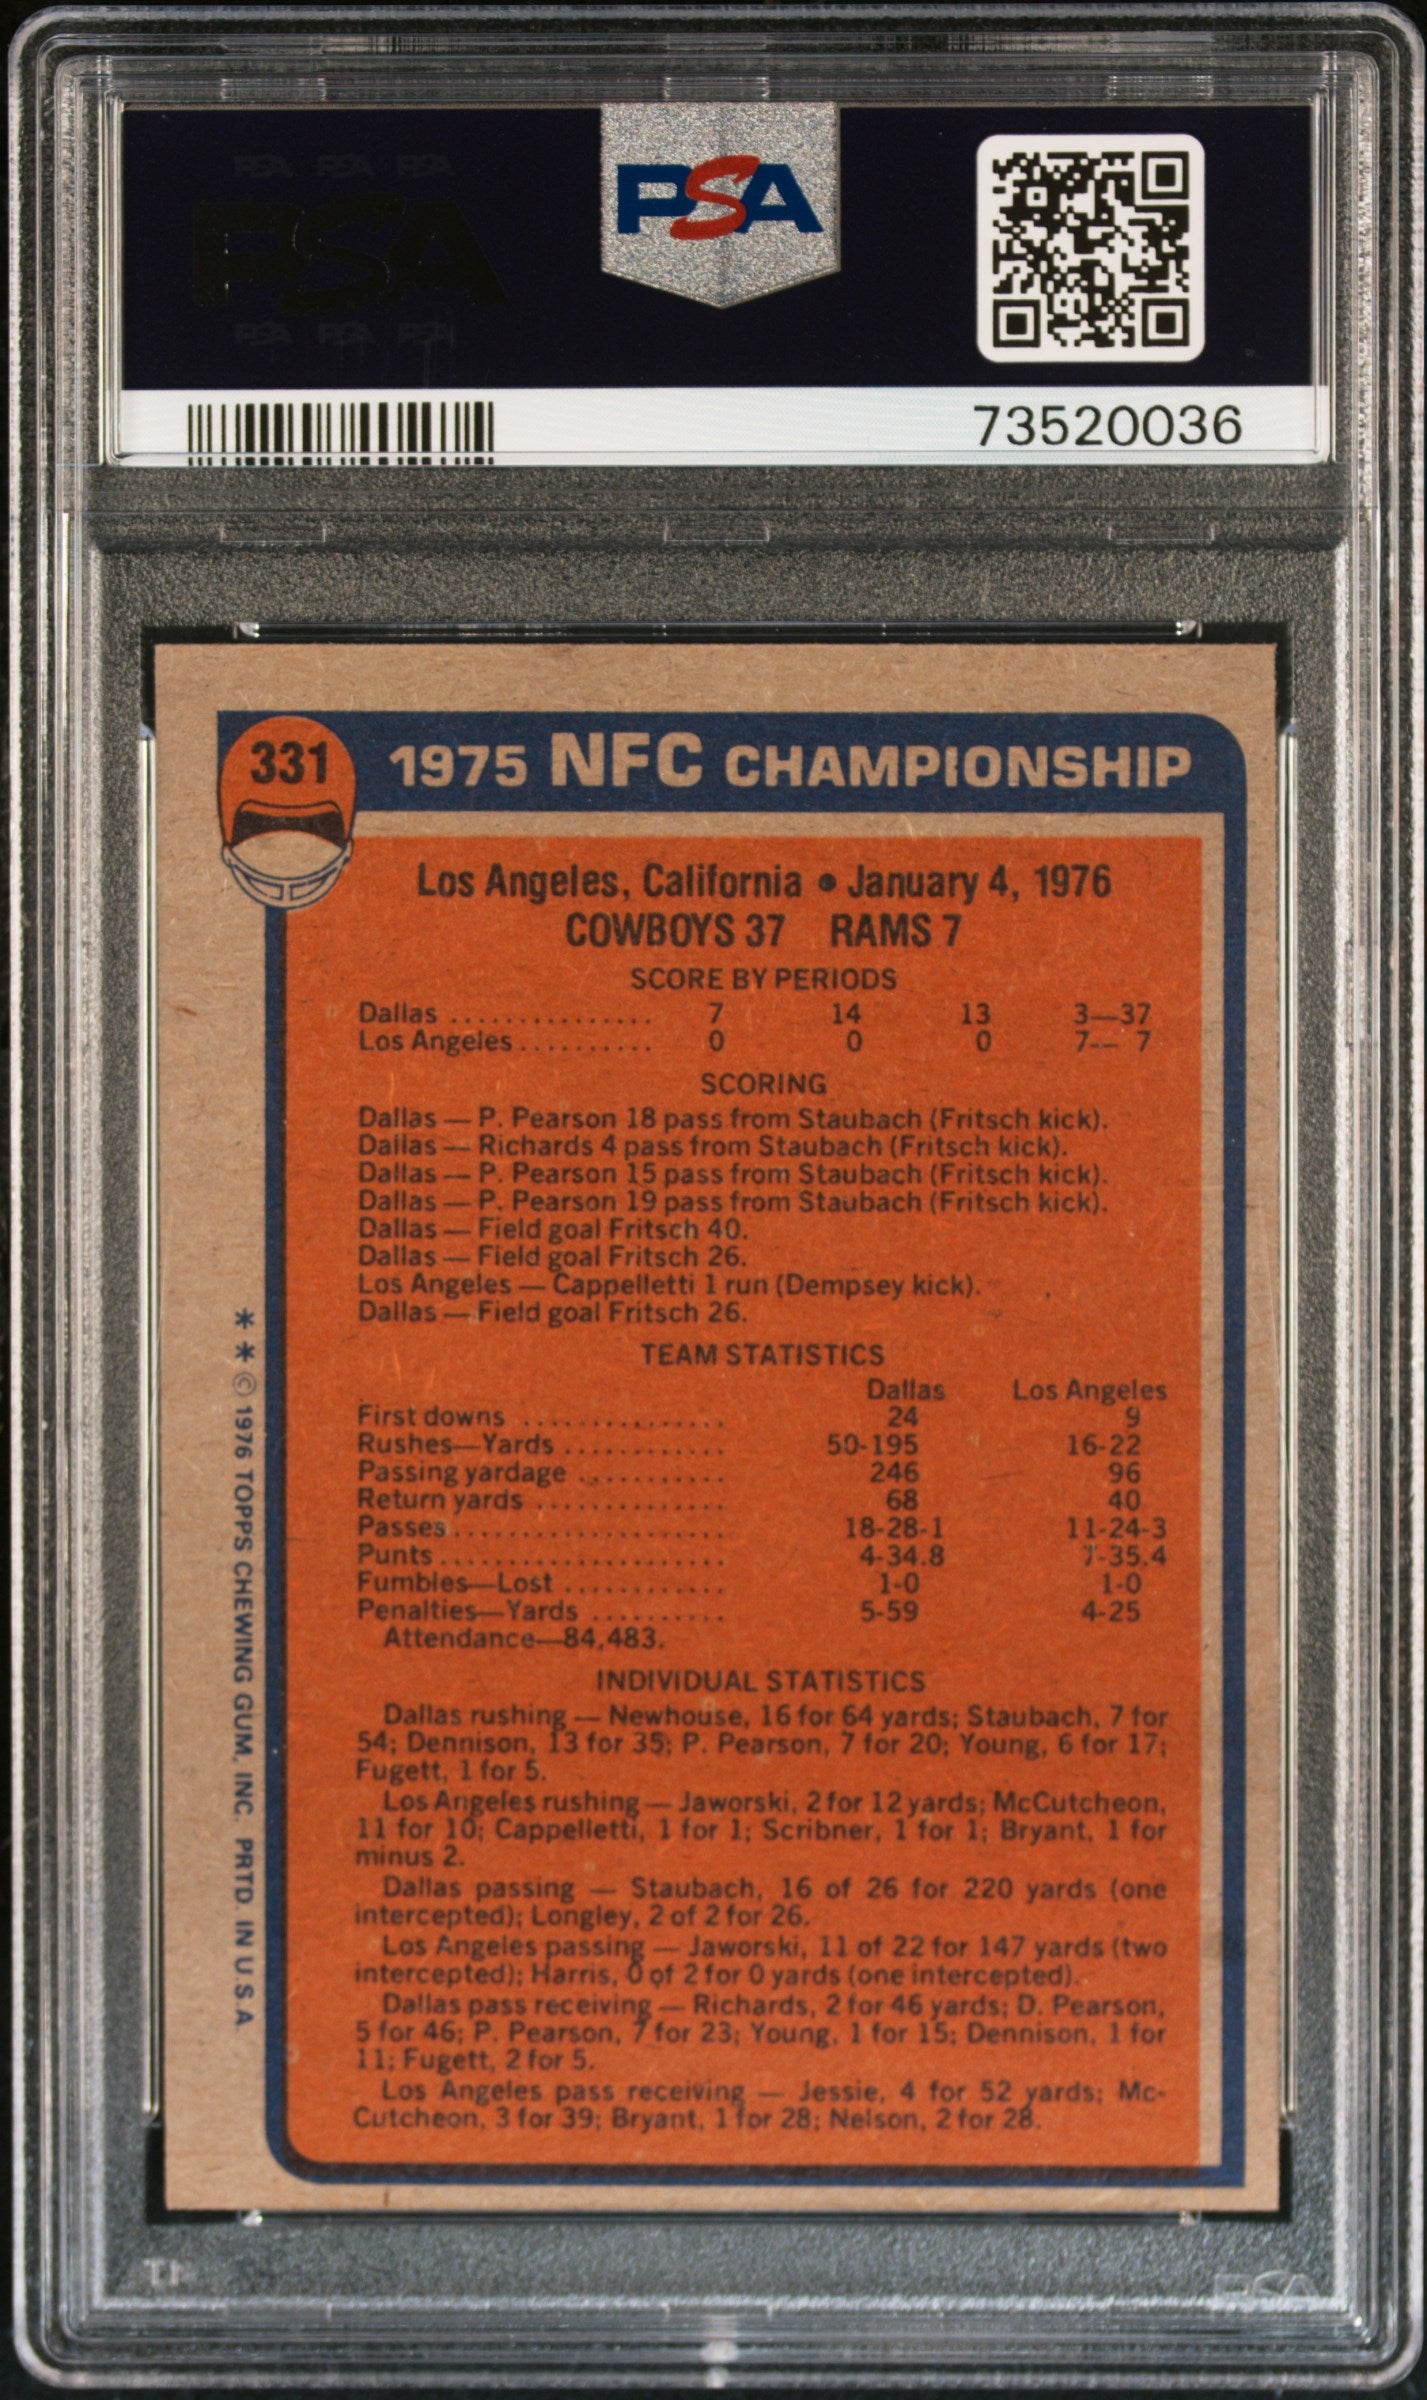 PSA PSA PSA
PSA
PSA PSA PSA
PSA
73520036
331
1975 NFC CHAMPIONSHIP
Los Angeles, California • January 4, 1976
COWBOYS 37 RAMS 7
SCORE BY PERIODS
Dallas ............... 7 14 13 3—37
Los Angeles .......... 0 0 0 7-- 7
SCORING
Dallas — P. Pearson 18 pass from Staubach (Fritsch kick).
Dallas — Richards 4 pass from Staubach (Fritsch kick).
Dallas — P. Pearson 15 pass from Staubach (Fritsch kick).
Dallas — P. Pearson 19 pass from Staubach (Fritsch kick).
Dallas — Field goal Fritsch 40.
Dallas — Field goal Fritsch 26.
Los Angeles — Cappelletti 1 run (Dempsey kick).
Dallas — Field goal Fritsch 26.
TEAM STATISTICS
Dallas Los Angeles
First downs ............... 24 9
Rushes—Yards ............ 50-195 16-22
Passing yardage ........... 246 96
Return yards .............. 68 40
Passes .................... 18-28-1 11-24-3
Punts ..................... 4-34.8 7-35.4
Fumbles—Lost ............ 1-0 1-0
Penalties—Yards .......... 5-59 4-25
Attendance—84,483.
INDIVIDUAL STATISTICS
Dallas rushing — Newhouse, 16 for 64 yards; Staubach, 7 for
54; Dennison, 13 for 35; P. Pearson, 7 for 20; Young, 6 for 17;
Fugett, 1 for 5.
Los Angeles rushing — Jaworski, 2 for 12 yards; McCutcheon,
11 for 10; Cappelletti, 1 for 1; Scribner, 1 for 1; Bryant, 1 for
minus 2.
Dallas passing — Staubach, 16 of 26 for 220 yards (one
intercepted); Longley, 2 of 2 for 26.
Los Angeles passing — Jaworski, 11 of 22 for 147 yards (two
intercepted); Harris, 0 of 2 for 0 yards (one intercepted).
Dallas pass receiving — Richards, 2 for 46 yards; D. Pearson,
5 for 46; P. Pearson, 7 for 23; Young, 1 for 15; Dennison, 1 for
11; Fugett, 2 for 5.
Los Angeles pass receiving — Jessie, 4 for 52 yards; Mc-
Cutcheon, 3 for 39; Bryant, 1 for 28; Nelson, 2 for 28.
* * © 1976 TOPPS CHEWING GUM, INC. PRTD. IN U.S.A.
PSA